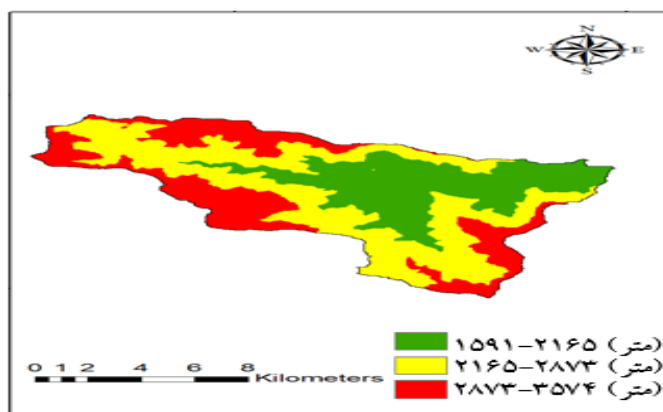 N
W E
S
۱۵۹۱-۲۱۶۵ (متر)
۲۱۶۵-۲۸۷۳ (متر)
۲۸۷۳-۳۵۷۴ (متر)
0 1 2 4 6 8
Kilometers